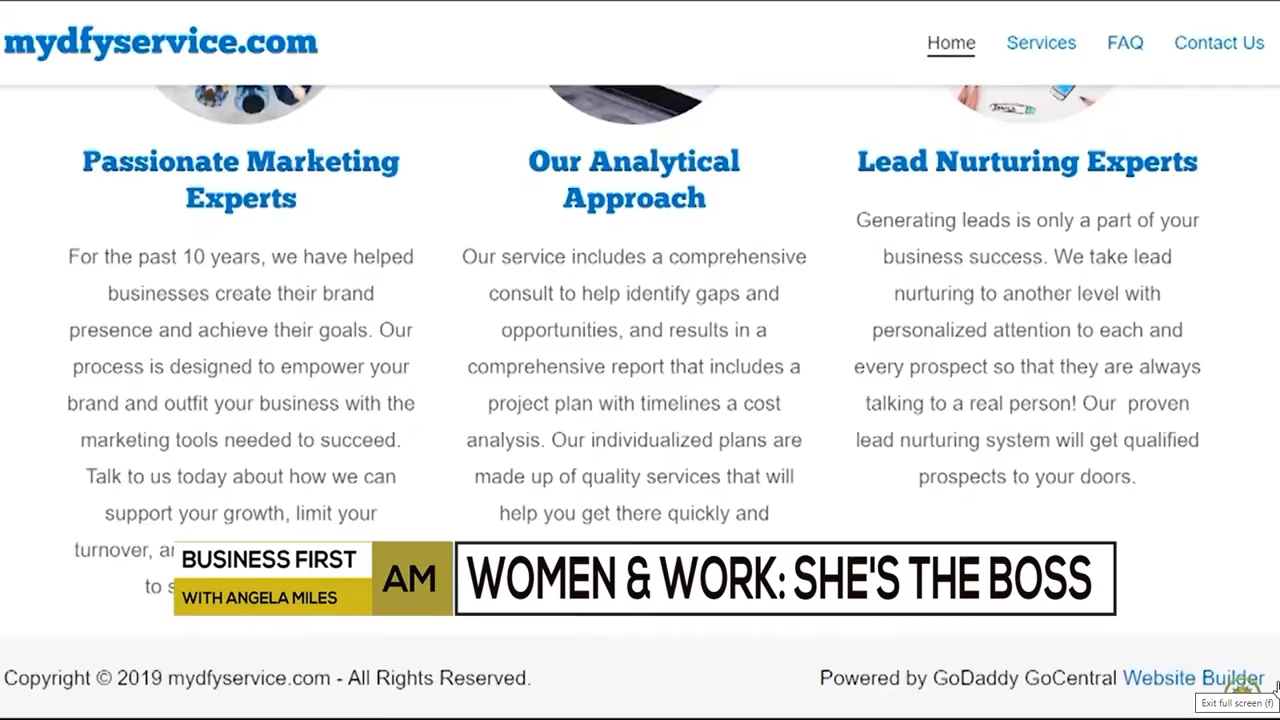 mydfyservice.com
Home Services FAQ Contact Us
Passionate Marketing
Experts
For the past 10 years, we have helped
businesses create their brand
presence and achieve their goals. Our
process is designed to empower your
brand and outfit your business with the
marketing tools needed to succeed.
Talk to us today about how we can
support your growth, limit your
turnover,
to
Our Analytical
Approach
Our service includes a comprehensive
consult to help identify gaps and
opportunities, and results in a
comprehensive report that includes a
project plan with timelines a cost
analysis. Our individualized plans are
made up of quality services that will
help you get there quickly and
Lead Nurturing Experts
Generating leads is only a part of your
business success. We take lead
nurturing to another level with
personalized attention to each and
every prospect so that they are always
talking to a real person! Our proven
lead nurturing system will get qualified
prospects to your doors.
BUSINESS FIRST
WITH ANGELA MILES
AM
WOMEN & WORK: SHE'S THE BOSS
Copyright © 2019 mydfyservice.com - All Rights Reserved.
Powered by GoDaddy GoCentral Website Builder
Exit full screen (f)